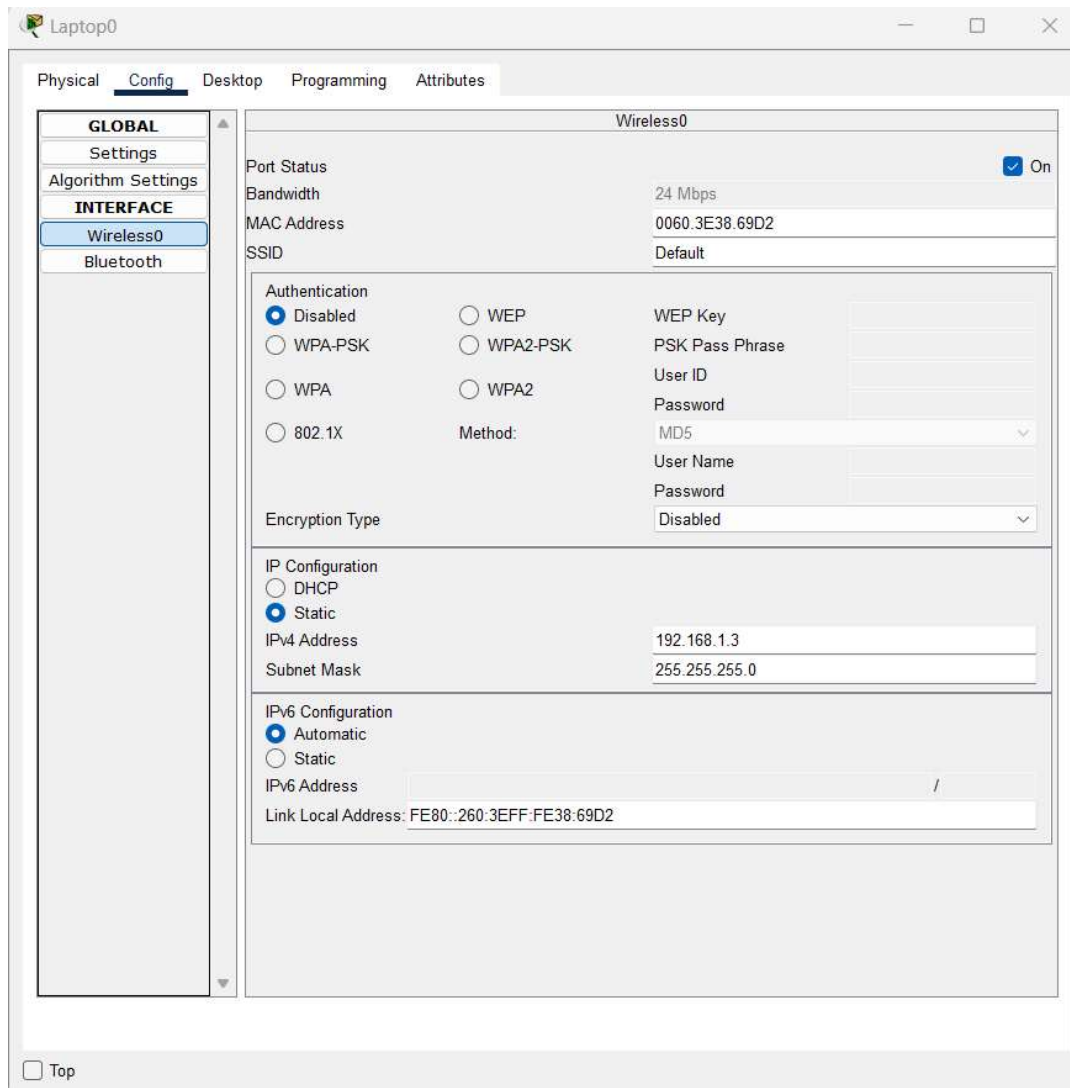 Laptop0
Physical Config Desktop Programming Attributes
GLOBAL
Settings
Algorithm Settings
INTERFACE
Wireless0
Bluetooth
Wireless0
Port Status On
Bandwidth 24 Mbps
MAC Address 0060.3E38.69D2
SSID Default
Authentication
Disabled WEP WEP Key
WPA-PSK WPA2-PSK PSK Pass Phrase
User ID
WPA WPA2
Password
802.1X Method: MD5
User Name
Password
Encryption Type Disabled
IP Configuration
DHCP
Static
IPv4 Address 192.168.1.3
Subnet Mask 255.255.255.0
IPv6 Configuration
Automatic
Static
IPv6 Address /
Link Local Address: FE80::260:3EFF:FE38:69D2
Top